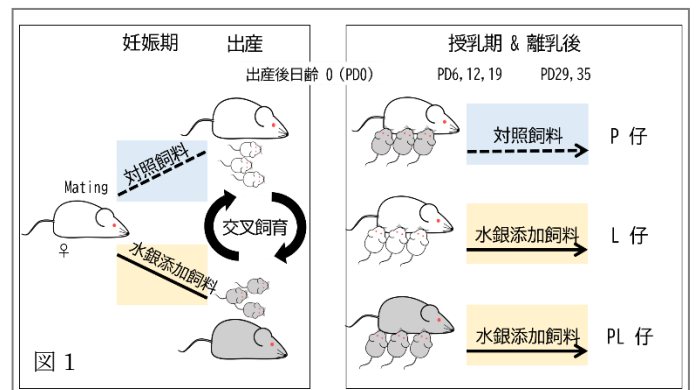 妊娠期 出産
出産後日齢 0 (PD0)
Mating
♀
対照飼料
水銀添加飼料
交叉飼育
図 1
授乳期 & 離乳後
PD6, 12, 19 PD29, 35
対照飼料 P 仔
水銀添加飼料 L 仔
水銀添加飼料 PL 仔